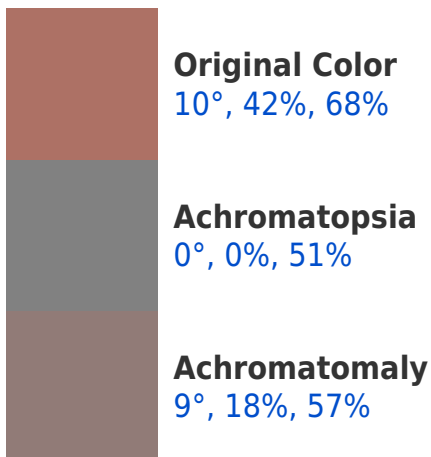 Original Color
10°, 42%, 68%
Achromatopsia
0°, 0%, 51%
Achromatomaly
9°, 18%, 57%